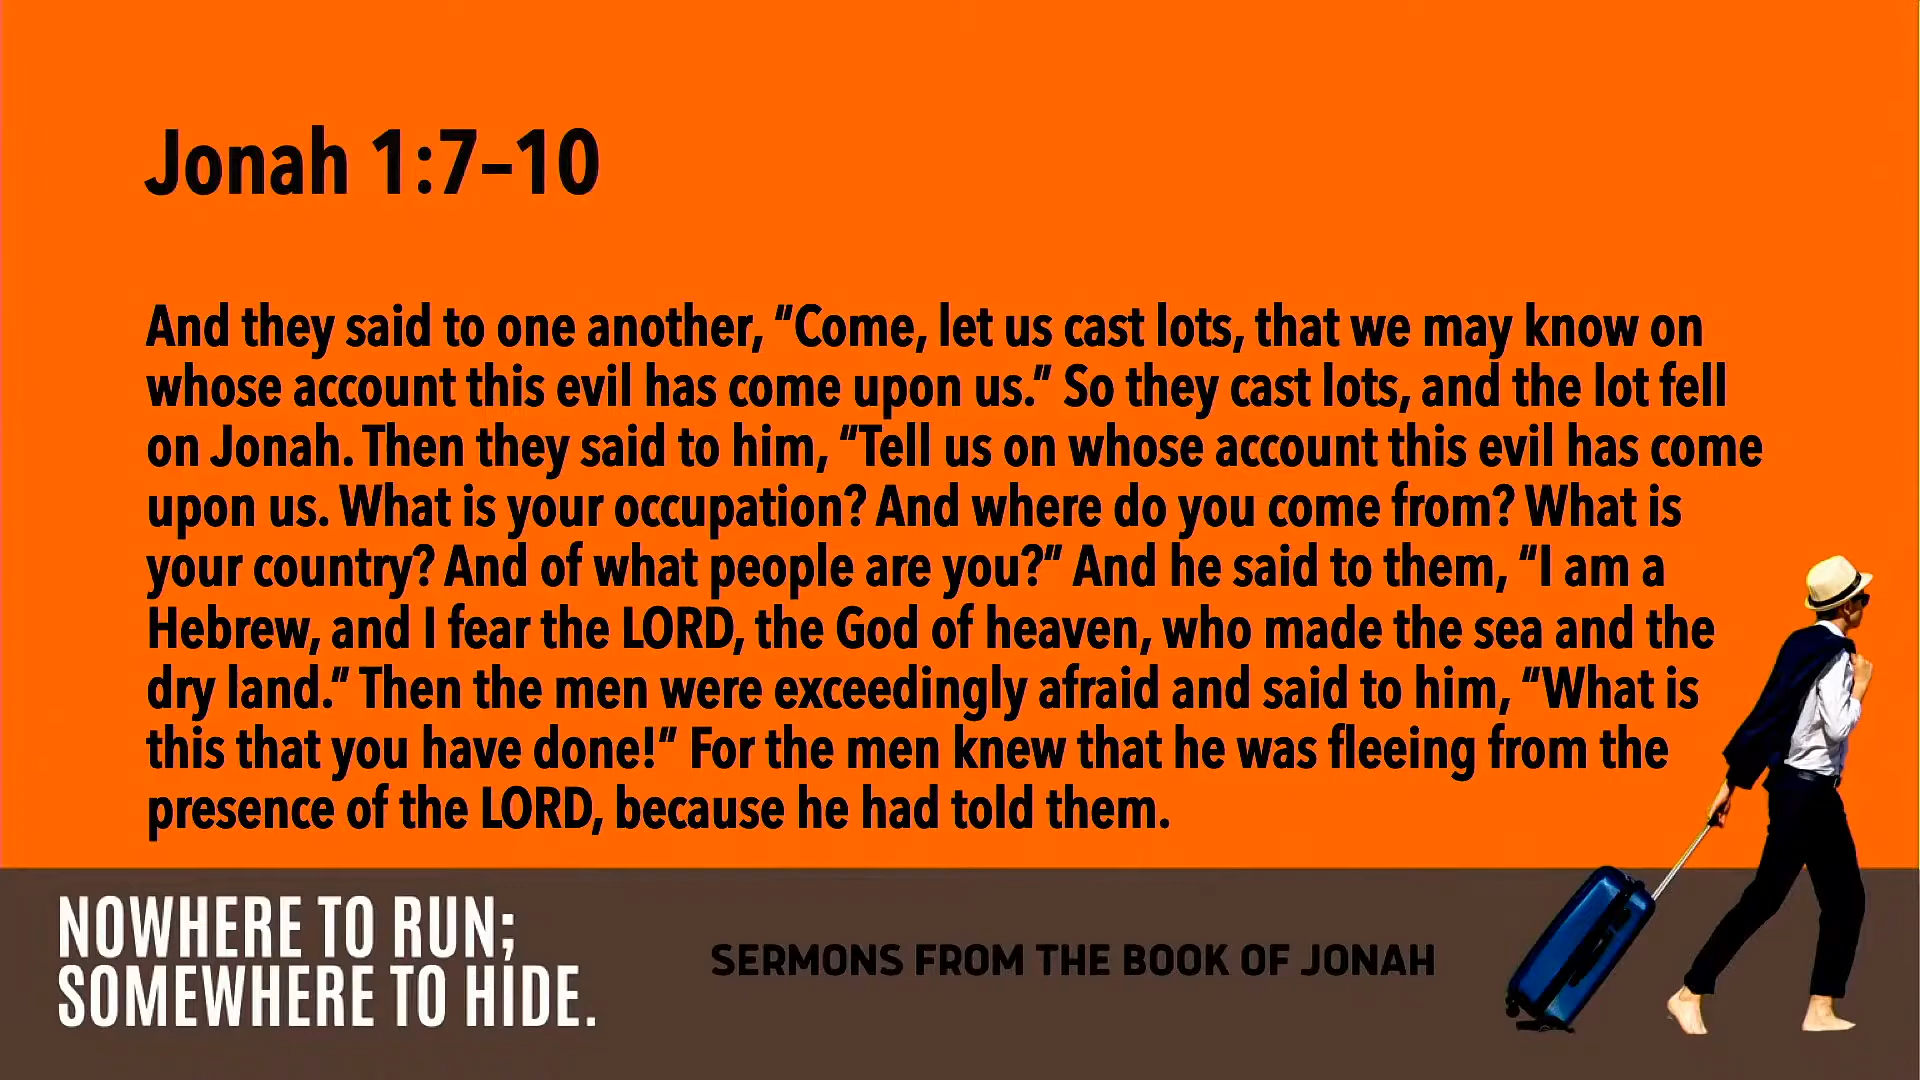 Jonah 1:7–10
And they said to one another, “Come, let us cast lots, that we may know on
whose account this evil has come upon us.” So they cast lots, and the lot fell
on Jonah. Then they said to him, “Tell us on whose account this evil has come
upon us. What is your occupation? And where do you come from? What is
your country? And of what people are you?” And he said to them, “I am a
Hebrew, and I fear the LORD, the God of heaven, who made the sea and the
dry land.” Then the men were exceedingly afraid and said to him, “What is
this that you have done!” For the men knew that he was fleeing from the
presence of the LORD, because he had told them.
NOWHERE TO RUN;
SOMEWHERE TO HIDE.
SERMONS FROM THE BOOK OF JONAH